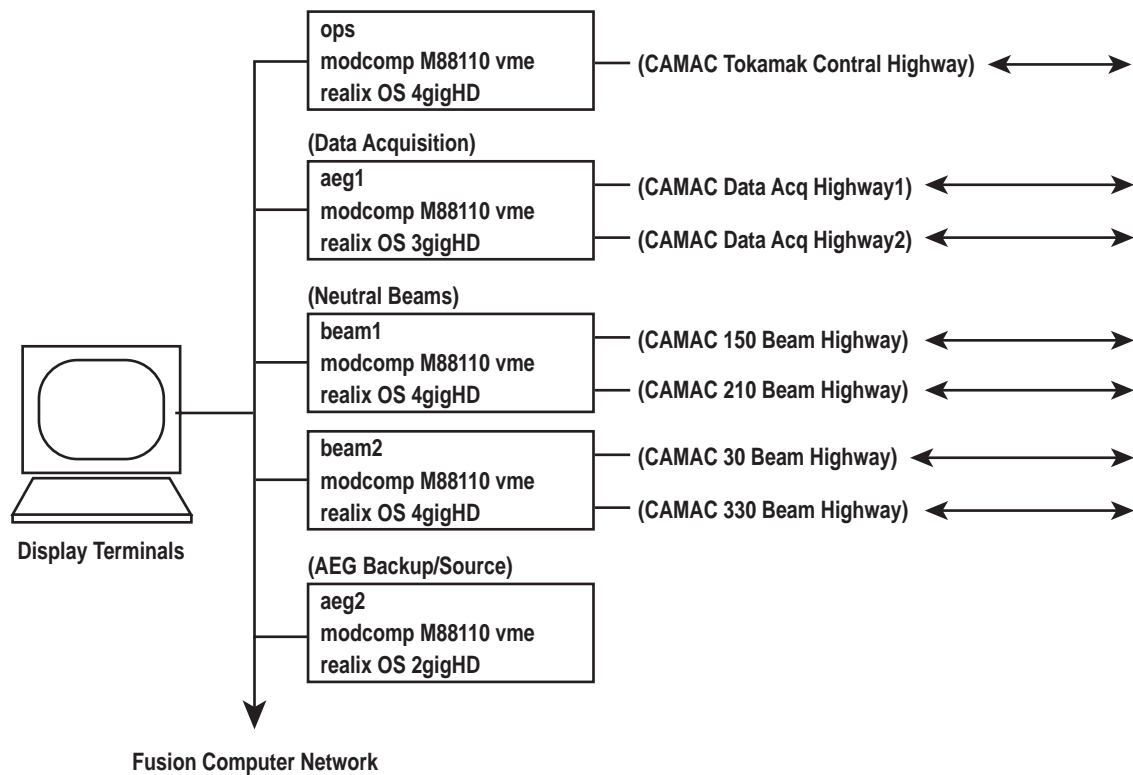 ops
modcomp M88110 vme
realix OS 4gigHD
(CAMAC Tokamak Contral Highway)
(Data Acquisition)
aeg1
modcomp M88110 vme
realix OS 3gigHD
(CAMAC Data Acq Highway1)
(CAMAC Data Acq Highway2)
(Neutral Beams)
beam1
modcomp M88110 vme
realix OS 4gigHD
(CAMAC 150 Beam Highway)
(CAMAC 210 Beam Highway)
beam2
modcomp M88110 vme
realix OS 4gigHD
(CAMAC 30 Beam Highway)
(CAMAC 330 Beam Highway)
Display Terminals
(AEG Backup/Source)
aeg2
modcomp M88110 vme
realix OS 2gigHD
Fusion Computer Network